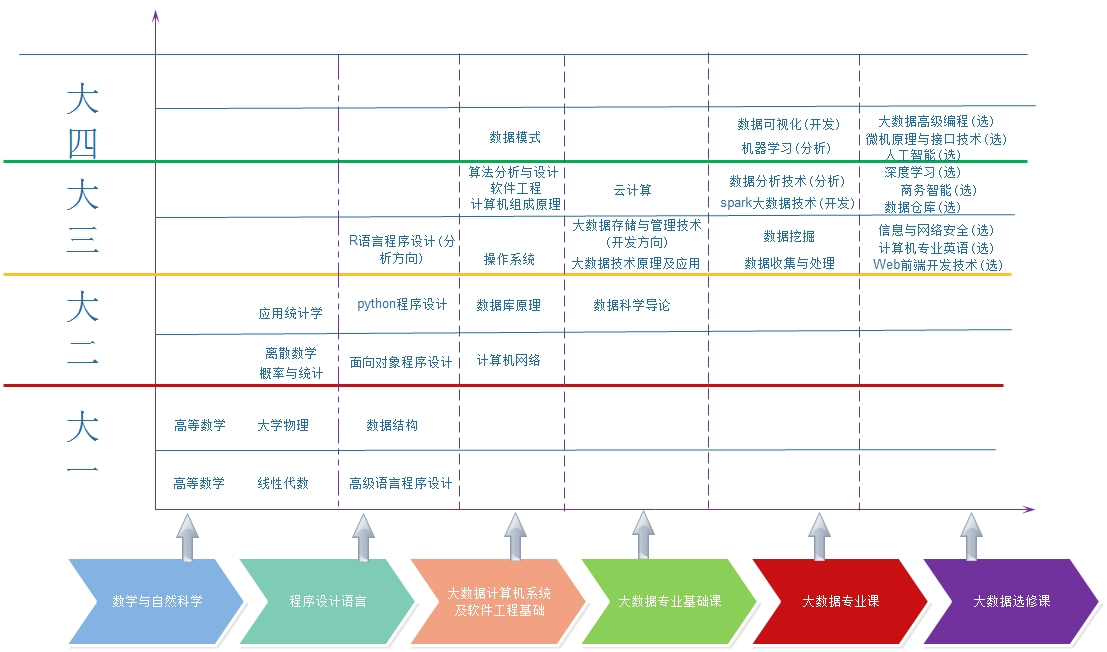 大
四
数据模式
数据可视化(开发)
机器学习(分析)
大数据高级编程(选)
微机原理与接口技术(选)
人工智能(选)
大
三
算法分析与设计
软件工程
计算机组成原理
云计算
数据分析技术(分析)
spark大数据技术(开发)
深度学习(选)
商务智能(选)
数据仓库(选)
R语言程序设计(分
析方向)
操作系统
大数据存储与管理技术
(开发方向)
大数据技术原理及应用
数据挖掘
数据收集与处理
信息与网络安全(选)
计算机专业英语(选)
Web前端开发技术(选)
大
二
应用统计学
python程序设计
数据库原理
数据科学导论
离散数学
概率与统计
面向对象程序设计
计算机网络
大
一
高等数学
大学物理
数据结构
高等数学
线性代数
高级语言程序设计
数学与自然科学
程序设计语言
大数据计算机系统
及软件工程基础
大数据专业基础课
大数据专业课
大数据选修课